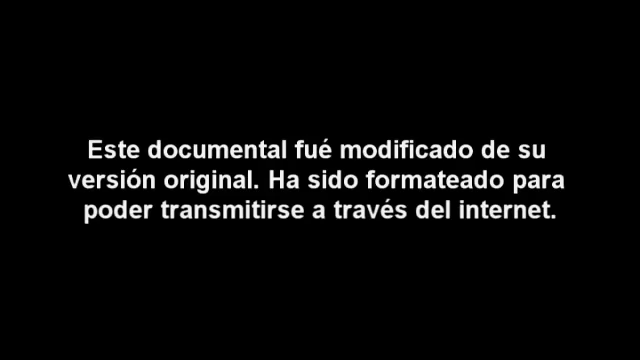 Este documental fué modificado de su
versión original. Ha sido formateado para
poder transmitirse a través del internet.